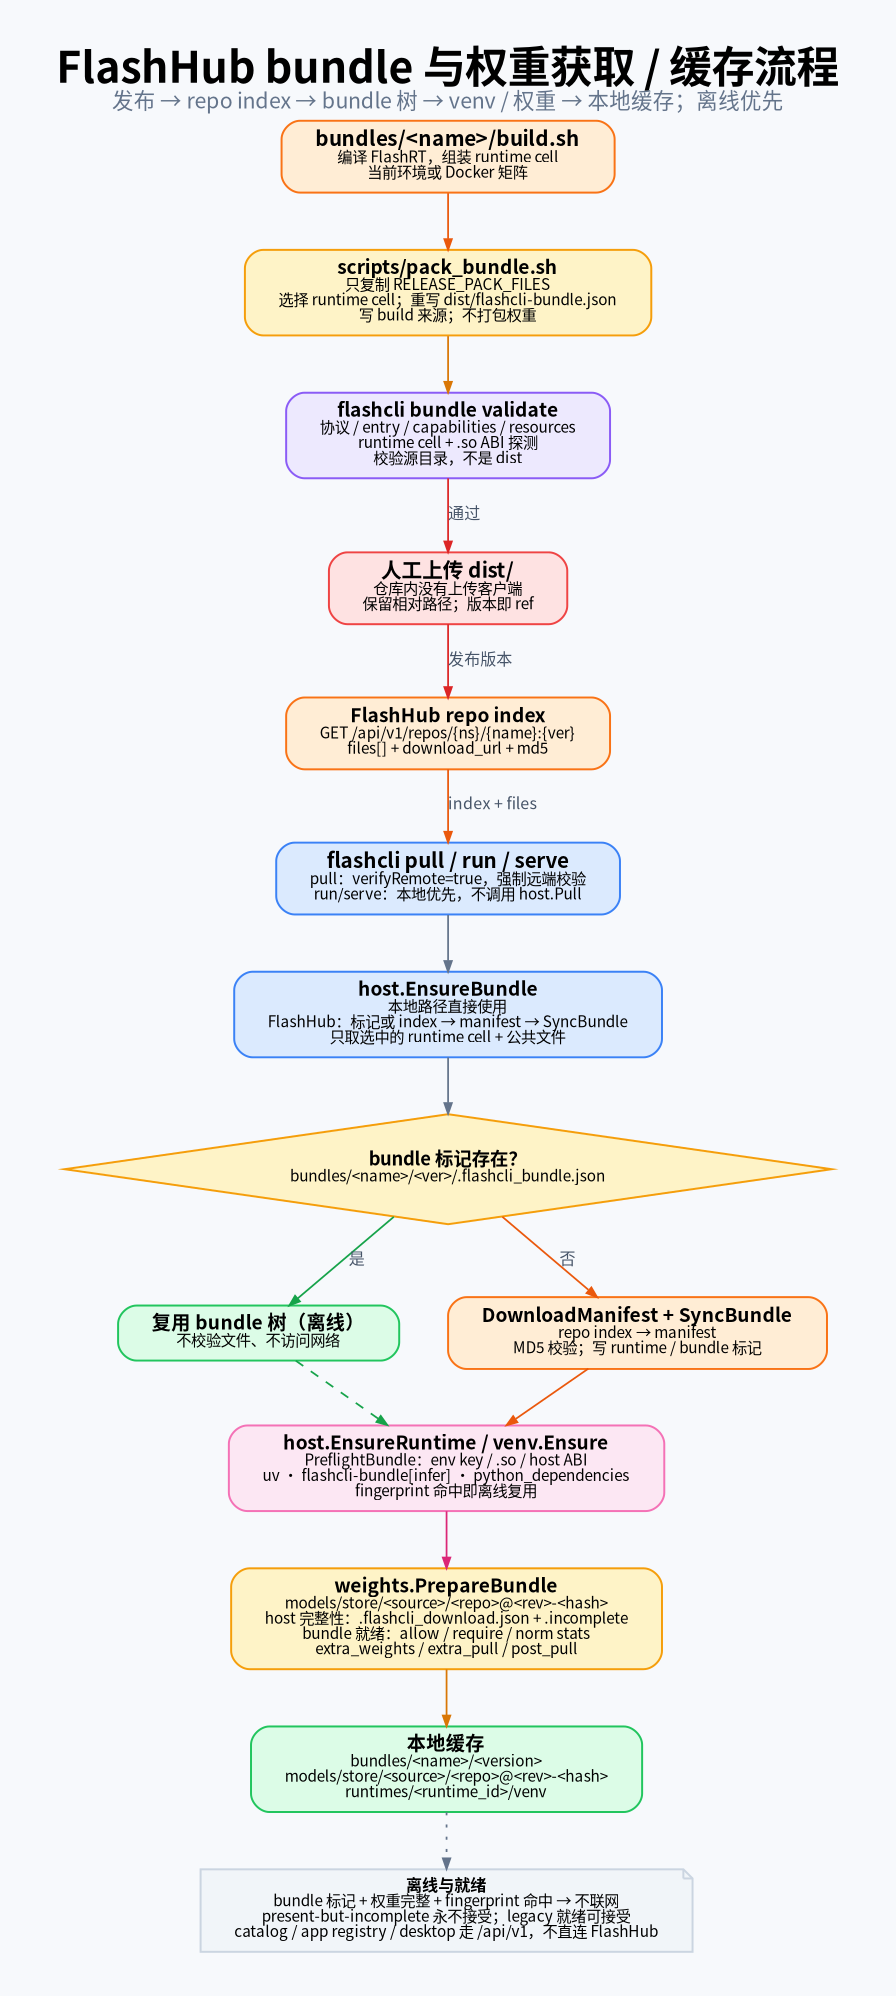 FlashHub bundle 与权重获取 / 缓存流程
发布 → repo index → bundle 树 → venv / 权重 → 本地缓存；离线优先
bundles/<name>/build.sh
编译 FlashRT，组装 runtime cell
当前环境或 Docker 矩阵
scripts/pack_bundle.sh
只复制 RELEASE_PACK_FILES
选择 runtime cell；重写 dist/flashcli-bundle.json
写 build 来源；不打包权重
flashcli bundle validate
协议 / entry / capabilities / resources
runtime cell + .so ABI 探测
校验源目录，不是 dist
通过
人工上传 dist/
仓库内没有上传客户端
保留相对路径；版本即 ref
发布版本
FlashHub repo index
GET /api/v1/repos/{ns}/{name}:{ver}
files[] + download_url + md5
index + files
flashcli pull / run / serve
pull：verifyRemote=true，强制远端校验
run/serve：本地优先，不调用 host.Pull
host.EnsureBundle
本地路径直接使用
FlashHub：标记或 index → manifest → SyncBundle
只取选中的 runtime cell + 公共文件
bundle 标记存在？
bundles/<name>/<ver>/.flashcli_bundle.json
是
否
复用 bundle 树（离线）
不校验文件、不访问网络
DownloadManifest + SyncBundle
repo index → manifest
MD5 校验；写 runtime / bundle 标记
host.EnsureRuntime / venv.Ensure
PreflightBundle：env key / .so / host ABI
uv · flashcli-bundle[infer] · python_dependencies
fingerprint 命中即离线复用
weights.PrepareBundle
models/store/<source>/<repo>@<rev>-<hash>
host 完整性：.flashcli_download.json + .incomplete
bundle 就绪：allow / require / norm stats
extra_weights / extra_pull / post_pull
本地缓存
bundles/<name>/<version>
models/store/<source>/<repo>@<rev>-<hash>
runtimes/<runtime_id>/venv
离线与就绪
bundle 标记 + 权重完整 + fingerprint 命中 → 不联网
present-but-incomplete 永不接受；legacy 就绪可接受
catalog / app registry / desktop 走 /api/v1，不直连 FlashHub